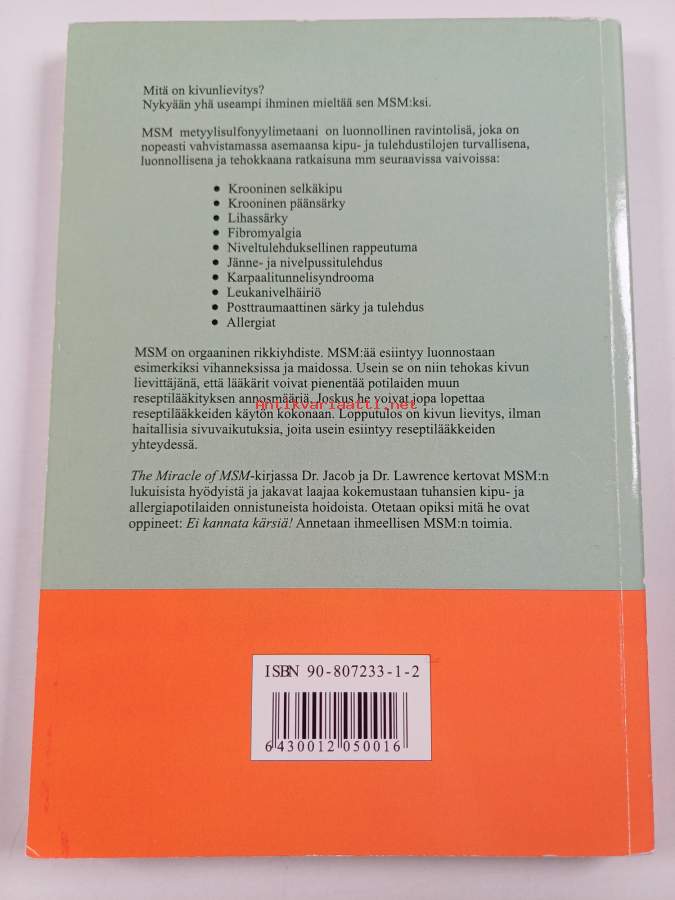 Mitä on kivunlievitys?
Nykyään yhä useampi ihminen mieltää sen MSM:ksi.
MSM metyylisulfonyylimetaani on luonnollinen ravintolisä, joka on
nopeasti vahvistamassa asemaansa kipu- ja tulehdustilojen turvallisena,
luonnollisena ja tehokkaana ratkaisuna mm seuraavissa vaivoissa:
• Krooninen selkäkipu
• Krooninen päänsärky
• Lihassärky
• Fibromyalgia
• Niveltulehduksellinen rappeutuma
• Jänne- ja nivelpussitulehdus
• Karpaalitunnelisyndrooma
• Leukanivelhäiriö
• Posttraumaattinen särky ja tulehdus
• Allergiat
MSM on orgaaninen rikkiyhdiste. MSM:ää esiintyy luonnostaan
esimerkiksi vihanneksissa ja maidossa. Usein se on niin tehokas kivun
lievittäjänä, että lääkärit voivat pienentää potilaiden muun
reseptilääkityksen annosmääriä. Joskus he voivat jopa lopettaa
Antikvariaatti.net
reseptilääkkeiden käytön kokonaan. Lopputulos on kivun lievitys, ilman
haitallisia sivuvaikutuksia, joita usein esiintyy reseptilääkkeiden
yhteydessä.
The Miracle of MSM-kirjassa Dr. Jacob ja Dr. Lawrence kertovat MSM:n
lukuisista hyödyistä ja jakavat laajaa kokemustaan tuhansien kipu- ja
allergiapotilaiden onnistuneista hoidoista. Otetaan opiksi mitä he ovat
oppineet: Ei kannata kärsiä! Annetaan ihmeellisen MSM:n toimia.
ISBN 90-807233-1-2
6430012050016